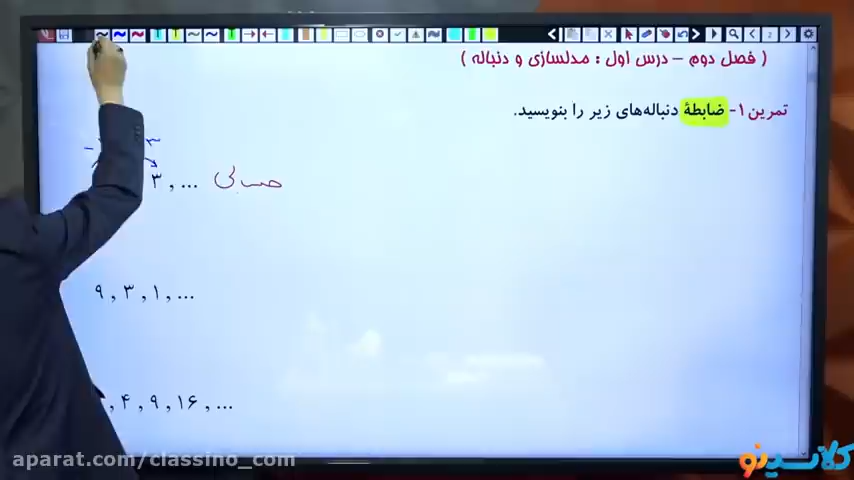 ( فصل دوم – درس اول : مدلسازی و دنباله )
تمرین ۱- ضابطهٔ دنباله‌های زیر را بنویسید.
۳ , ... حسابی
۹ , ۳ , ۱ , ...
, ۴ , ۹ , ۱۶ , ...
aparat.com/classino_com
کلاسینو